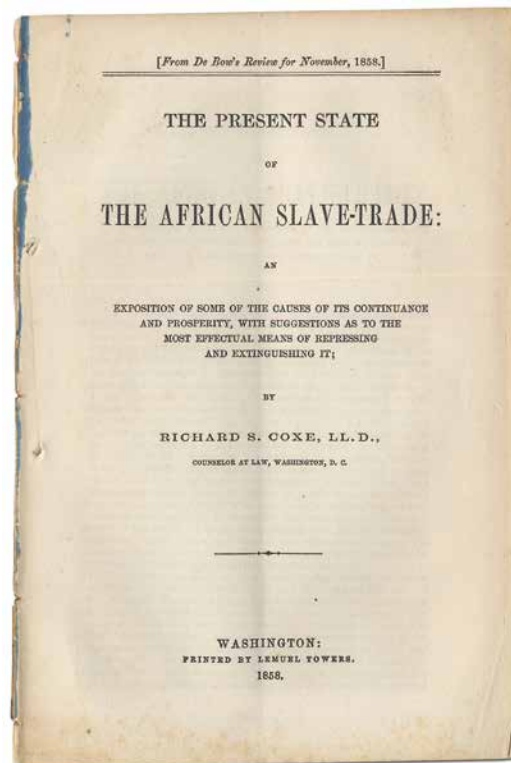 [From De Bow's Review for November, 1858.]
THE PRESENT STATE
OF
THE AFRICAN SLAVE-TRADE:
AN
EXPOSITION OF SOME OF THE CAUSES OF ITS CONTINUANCE
AND PROSPERITY, WITH SUGGESTIONS AS TO THE
MOST EFFECTUAL MEANS OF REPRESSING
AND EXTINGUISHING IT;
BY
RICHARD S. COXE, LL.D.,
COUNSELOR AT LAW, WASHINGTON, D. C.
WASHINGTON:
PRINTED BY LEMUEL TOWERS.
1858.